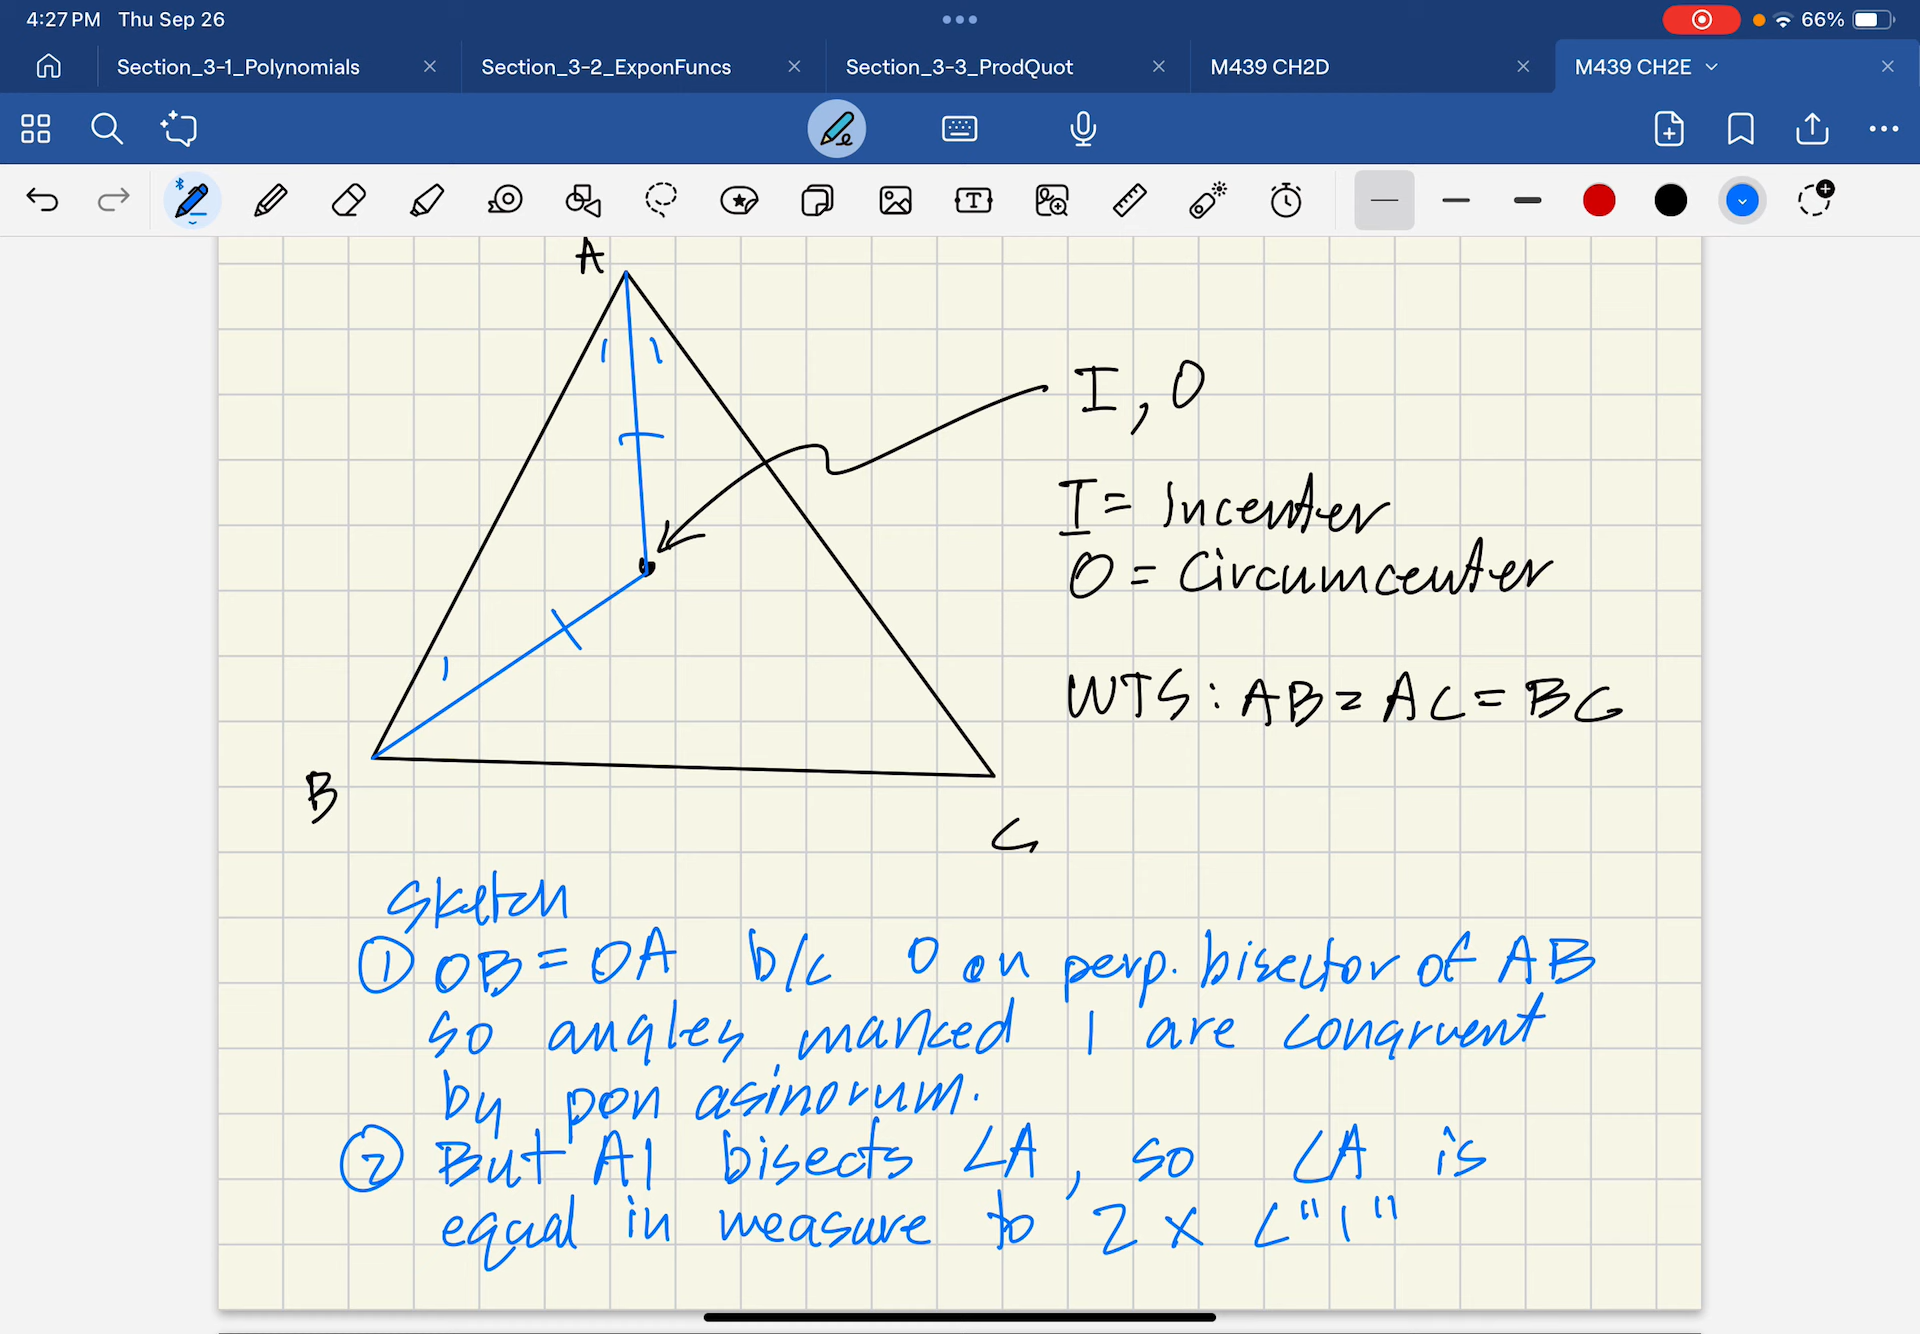 4:27 PM Thu Sep 26
66%
Section_3-1_Polynomials
Section_3-2_ExponFuncs
Section_3-3_ProdQuot
M439 CH2D
M439 CH2E
A
I, O
I = Incenter
O = Circumcenter
WTS: AB = AC = BC
B
C
Sketch
① OB = OA b/c O on perp. bisector of AB
so angles marked 1 are congruent
by pon asinorum.
② But AI bisects ∠A, so ∠A is
equal in measure to 2 x ∠"1"